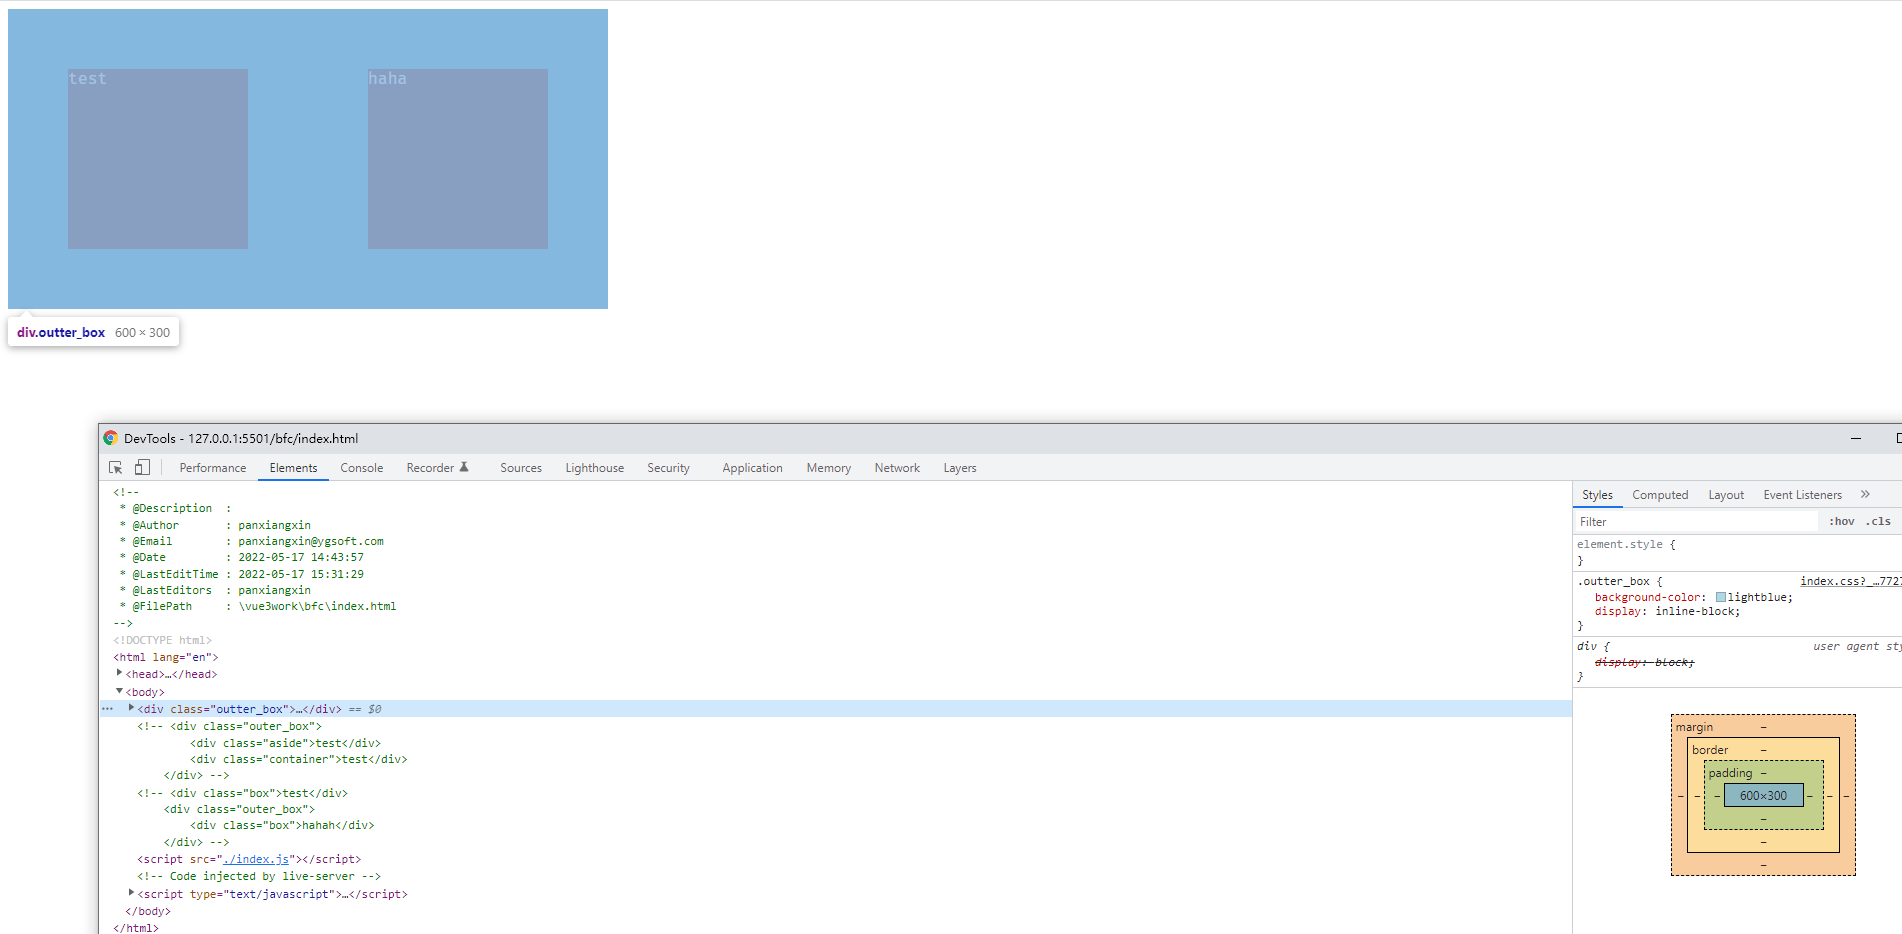 test
haha
div.outter_box 600 × 300
DevTools - 127.0.0.1:5501/bfc/index.html
Performance Elements Console Recorder Sources Lighthouse Security Application Memory Network Layers
<!--
* @Description :
* @Author : panxiangxin
* @Email : panxiangxin@ygsoft.com
* @Date : 2022-05-17 14:43:57
* @LastEditTime : 2022-05-17 15:31:29
* @LastEditors : panxiangxin
* @FilePath : \vue3work\bfc\index.html
-->
<!DOCTYPE html>
<html lang="en">
<head>…</head>
<body>
<div class="outter_box">…</div> == $0
<!-- <div class="outer_box">
<div class="aside">test</div>
<div class="container">test</div>
</div> -->
<!-- <div class="box">test</div>
<div class="outer_box">
<div class="box">hahah</div>
</div> -->
<script src="./index.js"></script>
<!-- Code injected by live-server -->
<script type="text/javascript">…</script>
</body>
</html>
Styles Computed Layout Event Listeners »
Filter :hov .cls
element.style {
}
.outter_box { index.css?_…7727
background-color: lightblue;
display: inline-block;
}
div { user agent sty
display: block;
}
margin –
border –
padding –
– – – 600×300 – – –
–
–
–